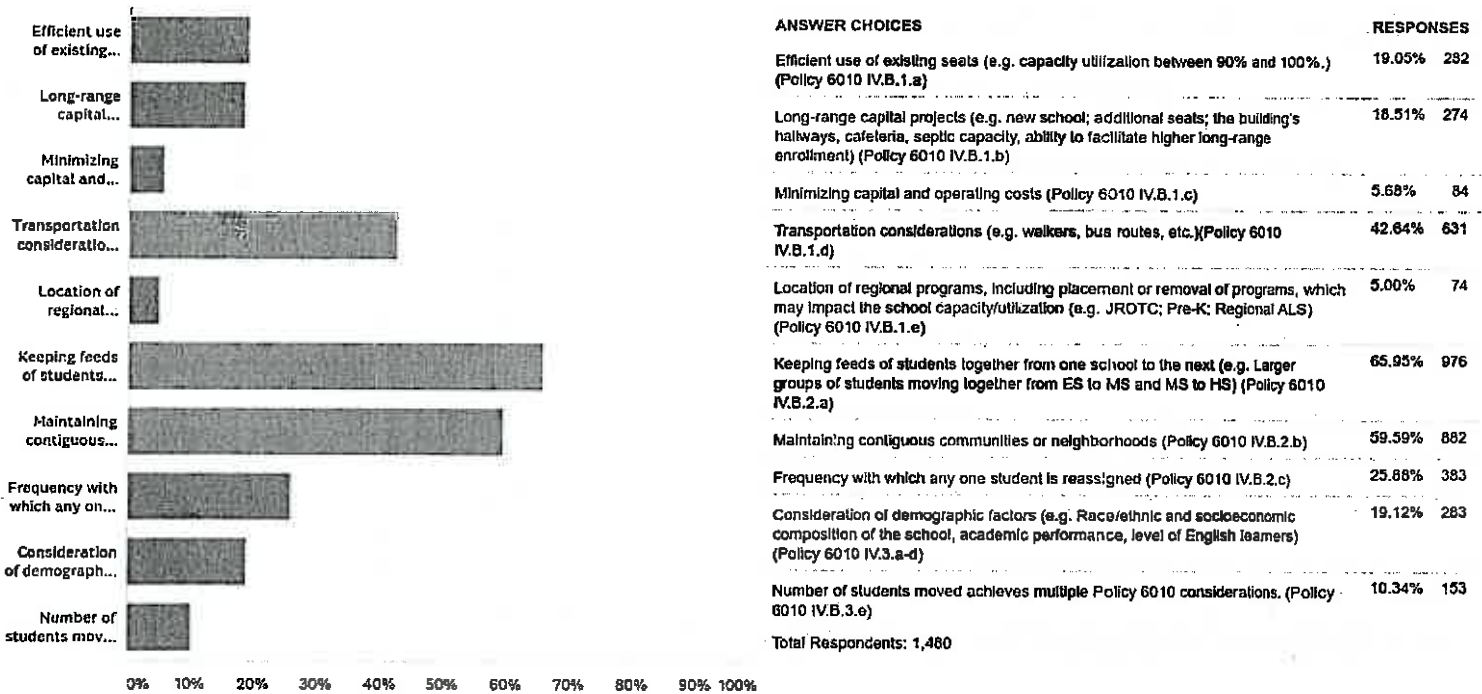 Efficient use
of existing...
Long-range
capital...
Minimizing
capital and...
Transportation
consideratio...
Location of
regional...
Keeping feeds
of students...
Maintaining
contiguous...
Frequency with
which any on...
Consideration
of demograph...
Number of
students mov...
0% 10% 20% 30% 40% 50% 60% 70% 80% 90% 100%
ANSWER CHOICES RESPONSES
Efficient use of existing seats (e.g. capacity utilization between 90% and 100%.) 19.05% 282
(Policy 6010 IV.B.1.a)
Long-range capital projects (e.g. new school; additional seats; the building's 18.51% 274
hallways, cafeteria, septic capacity, ability to facilitate higher long-range
enrollment) (Policy 6010 IV.B.1.b)
Minimizing capital and operating costs (Policy 6010 IV.B.1.c) 5.68% 84
Transportation considerations (e.g. walkers, bus routes, etc.)(Policy 6010 42.64% 631
IV.B.1.d)
Location of regional programs, including placement or removal of programs, which 5.00% 74
may impact the school capacity/utilization (e.g. JROTC; Pre-K; Regional ALS)
(Policy 6010 IV.B.1.e)
Keeping feeds of students together from one school to the next (e.g. Larger 65.95% 976
groups of students moving together from ES to MS and MS to HS) (Policy 6010
IV.B.2.a)
Maintaining contiguous communities or neighborhoods (Policy 6010 IV.B.2.b) 59.59% 882
Frequency with which any one student is reassigned (Policy 6010 IV.B.2.c) 25.88% 383
Consideration of demographic factors (e.g. Race/ethnic and socioeconomic 19.12% 283
composition of the school, academic performance, level of English learners)
(Policy 6010 IV.3.a-d)
Number of students moved achieves multiple Policy 6010 considerations. (Policy 10.34% 153
6010 IV.B.3.e)
Total Respondents: 1,480